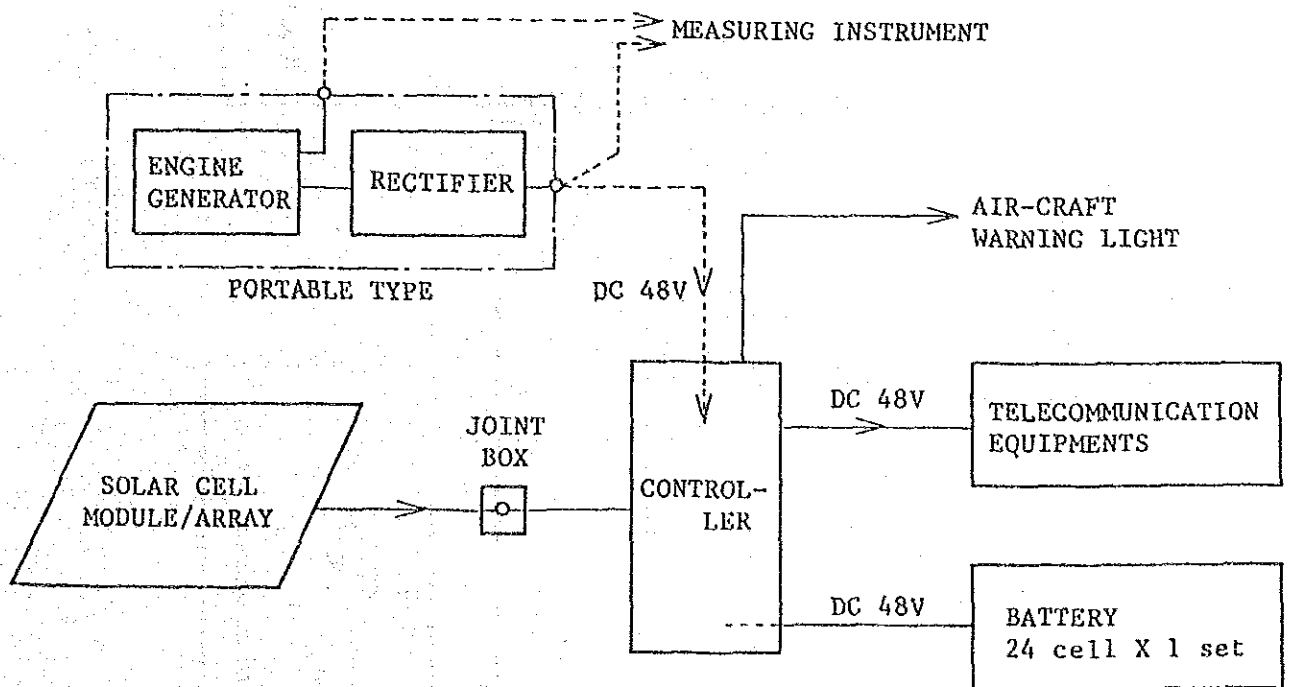 MEASURING INSTRUMENT
ENGINE
GENERATOR
RECTIFIER
PORTABLE TYPE
DC 48V
AIR-CRAFT
WARNING LIGHT
SOLAR CELL
MODULE/ARRAY
JOINT
BOX
CONTROL-
LER
DC 48V
TELECOMMUNICATION
EQUIPMENTS
DC 48V
BATTERY
24 cell X 1 set